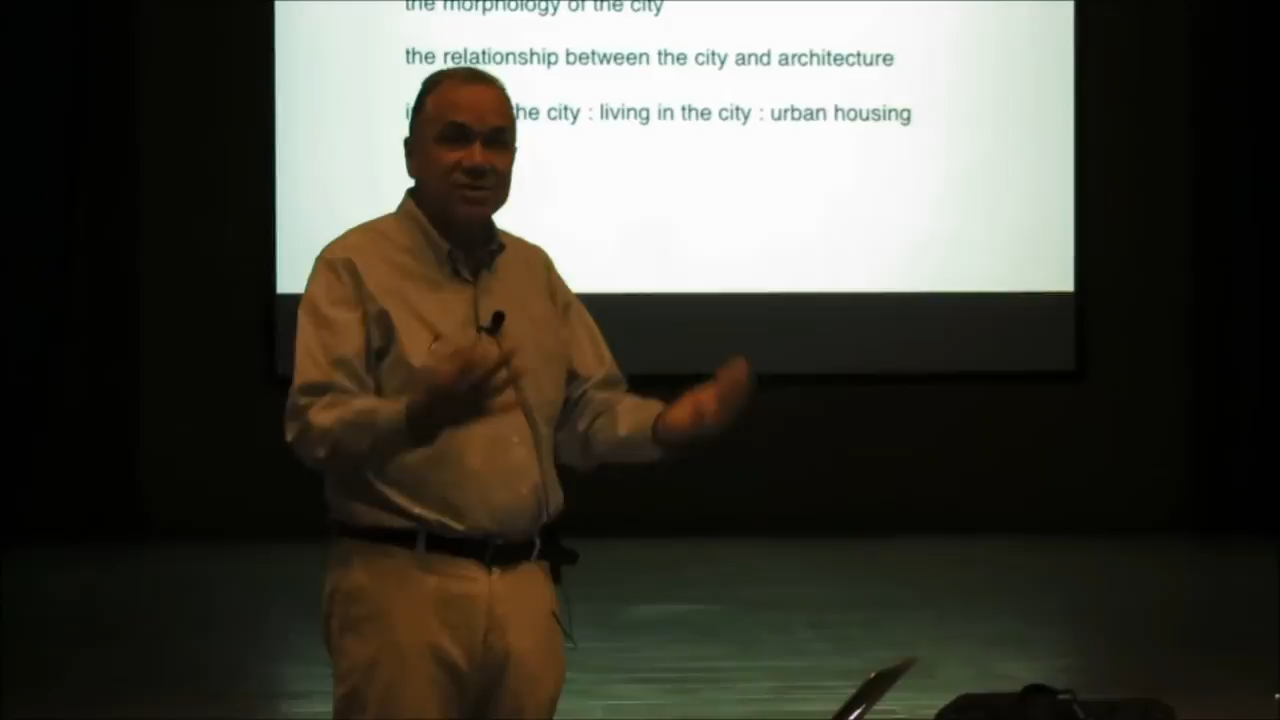 the morphology of the city
the relationship between the city and architecture
the city : living in the city : urban housing